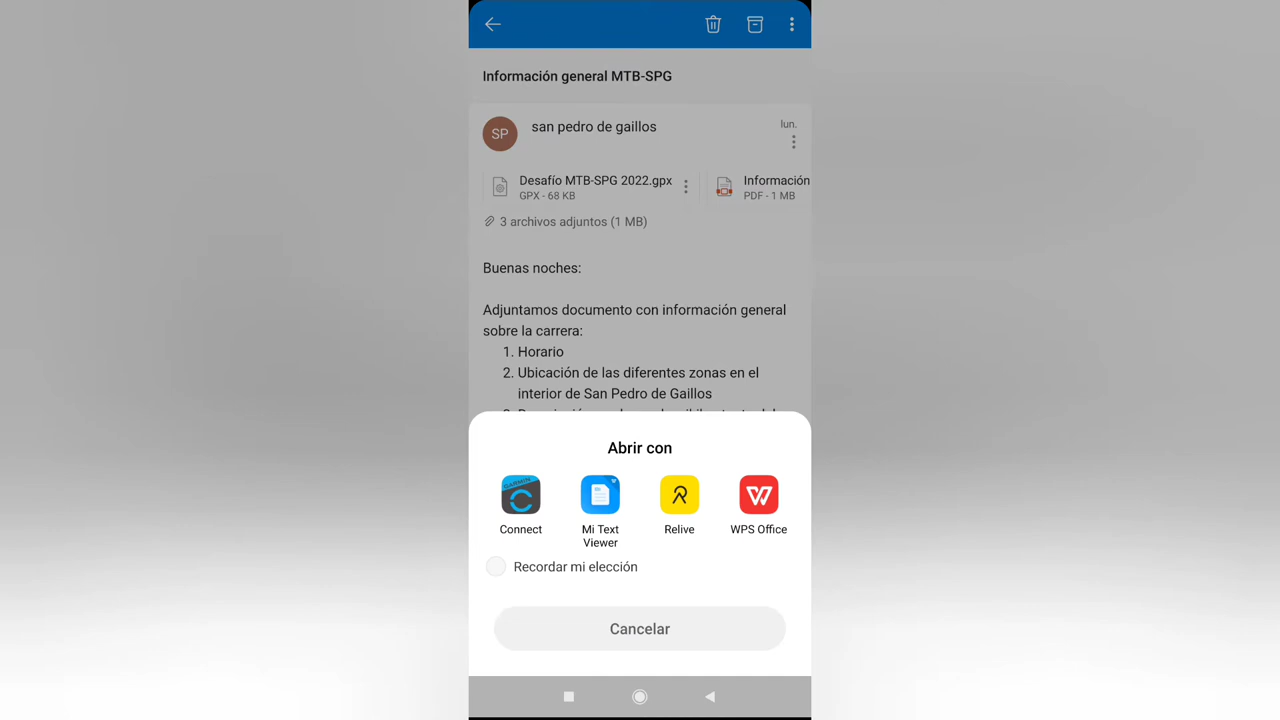 Información general MTB-SPG
SP
san pedro de gaillos
lun.
Desafío MTB-SPG 2022.gpx
GPX - 68 KB
Información
PDF - 1 MB
3 archivos adjuntos (1 MB)
Buenas noches:
Adjuntamos documento con información general
sobre la carrera:
1. Horario
2. Ubicación de las diferentes zonas en el
interior de San Pedro de Gaillos
Abrir con
GARMIN
Connect
Mi Text
Viewer
Relive
WPS Office
Recordar mi elección
Cancelar